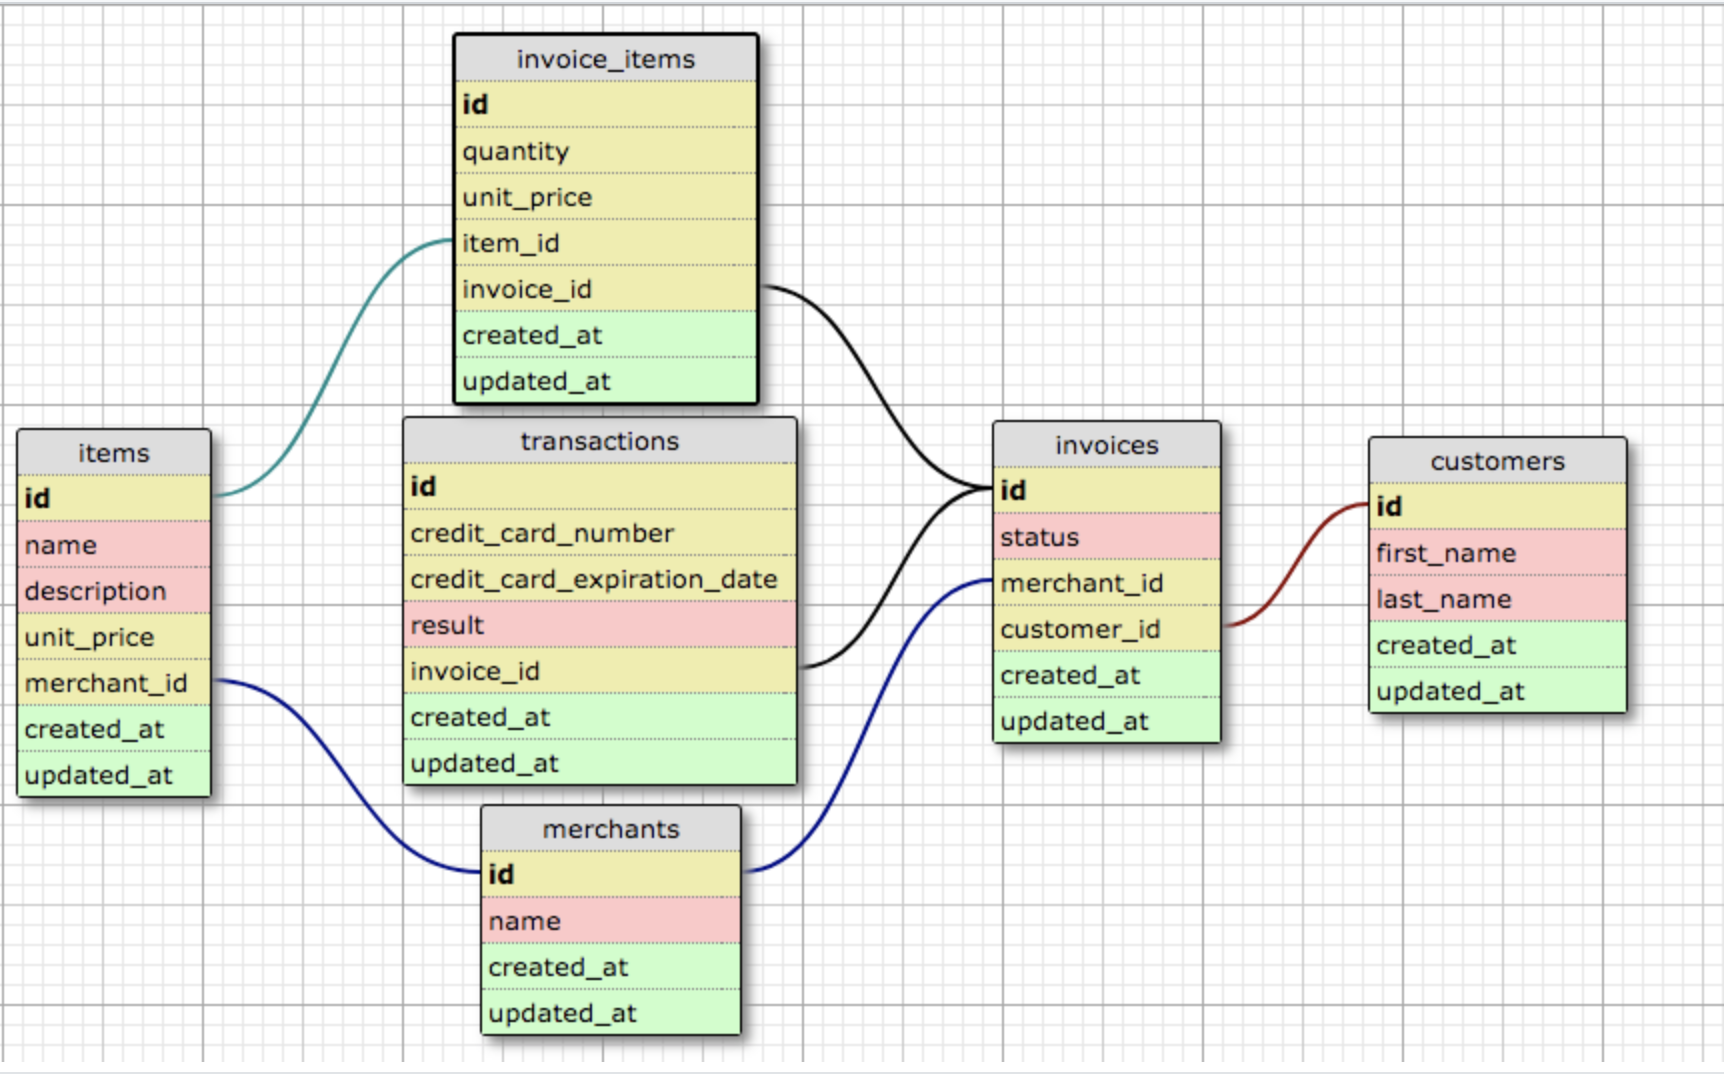 invoice_items
id
quantity
unit_price
item_id
invoice_id
created_at
updated_at
items
id
name
description
unit_price
merchant_id
created_at
updated_at
transactions
id
credit_card_number
credit_card_expiration_date
result
invoice_id
created_at
updated_at
invoices
id
status
merchant_id
customer_id
created_at
updated_at
customers
id
first_name
last_name
created_at
updated_at
merchants
id
name
created_at
updated_at